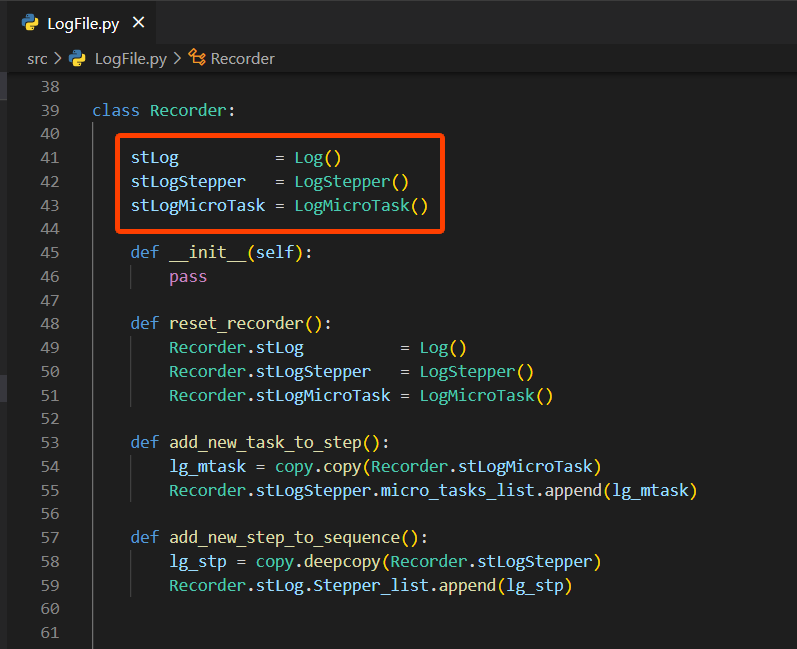 LogFile.py ×
src > LogFile.py > Recorder
38
39 class Recorder:
40
41     stLog          = Log()
42     stLogStepper   = LogStepper()
43     stLogMicroTask = LogMicroTask()
44
45     def __init__(self):
46         pass
47
48     def reset_recorder():
49         Recorder.stLog          = Log()
50         Recorder.stLogStepper   = LogStepper()
51         Recorder.stLogMicroTask = LogMicroTask()
52
53     def add_new_task_to_step():
54         lg_mtask = copy.copy(Recorder.stLogMicroTask)
55         Recorder.stLogStepper.micro_tasks_list.append(lg_mtask)
56
57     def add_new_step_to_sequence():
58         lg_stp = copy.deepcopy(Recorder.stLogStepper)
59         Recorder.stLog.Stepper_list.append(lg_stp)
60
61